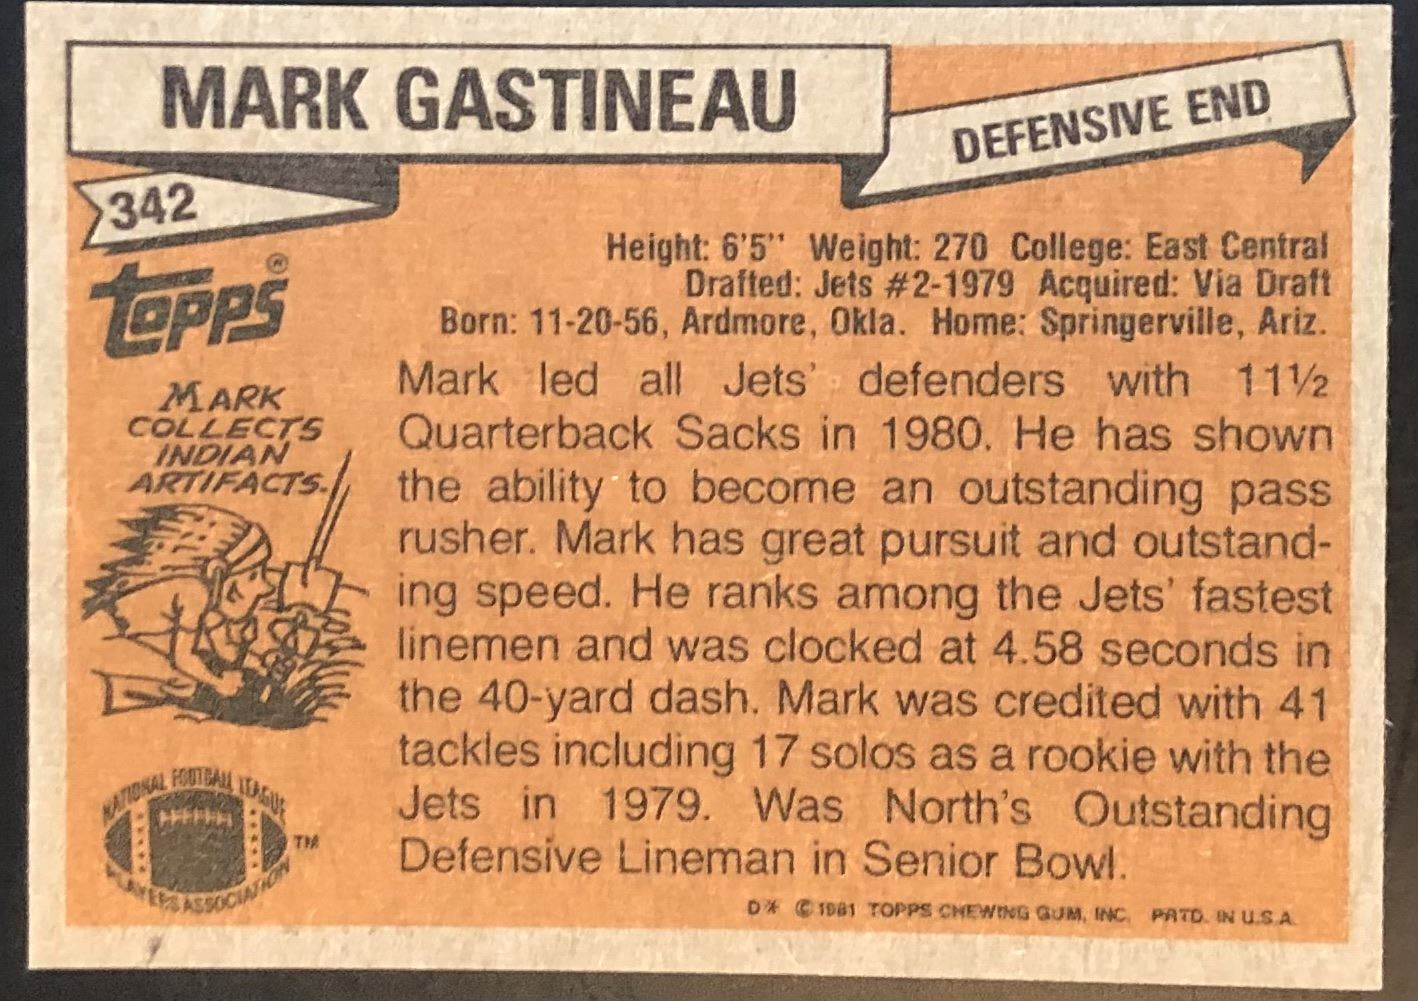 MARK GASTINEAU
DEFENSIVE END
342
Topps®
Height: 6'5" Weight: 270 College: East Central
Drafted: Jets #2-1979 Acquired: Via Draft
Born: 11-20-56, Ardmore, Okla. Home: Springerville, Ariz.
MARK
COLLECTS
INDIAN
ARTIFACTS.
Mark led all Jets' defenders with 11½
Quarterback Sacks in 1980. He has shown
the ability to become an outstanding pass
rusher. Mark has great pursuit and outstand-
ing speed. He ranks among the Jets' fastest
linemen and was clocked at 4.58 seconds in
the 40-yard dash. Mark was credited with 41
tackles including 17 solos as a rookie with the
Jets in 1979. Was North's Outstanding
Defensive Lineman in Senior Bowl.
NATIONAL FOOTBALL LEAGUE
PLAYERS ASSOCIATION
TM
D* © 1981 TOPPS CHEWING GUM, INC. PRTD. IN U.S.A.